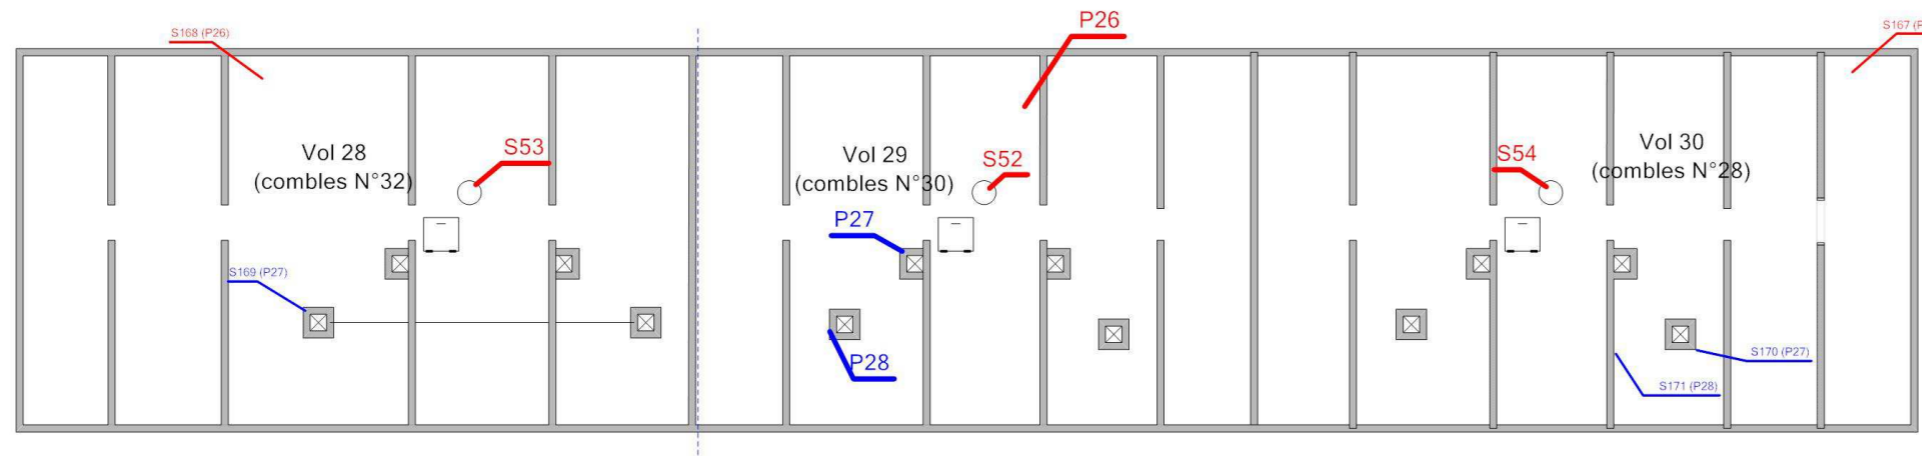 P26
S168 (P26)
S167 (P
Vol 28
(combles N°32)
S53
Vol 29
(combles N°30)
S52
S54
Vol 30
(combles N°28)
P27
S169 (P27)
P28
S170 (P27)
S171 (P28)